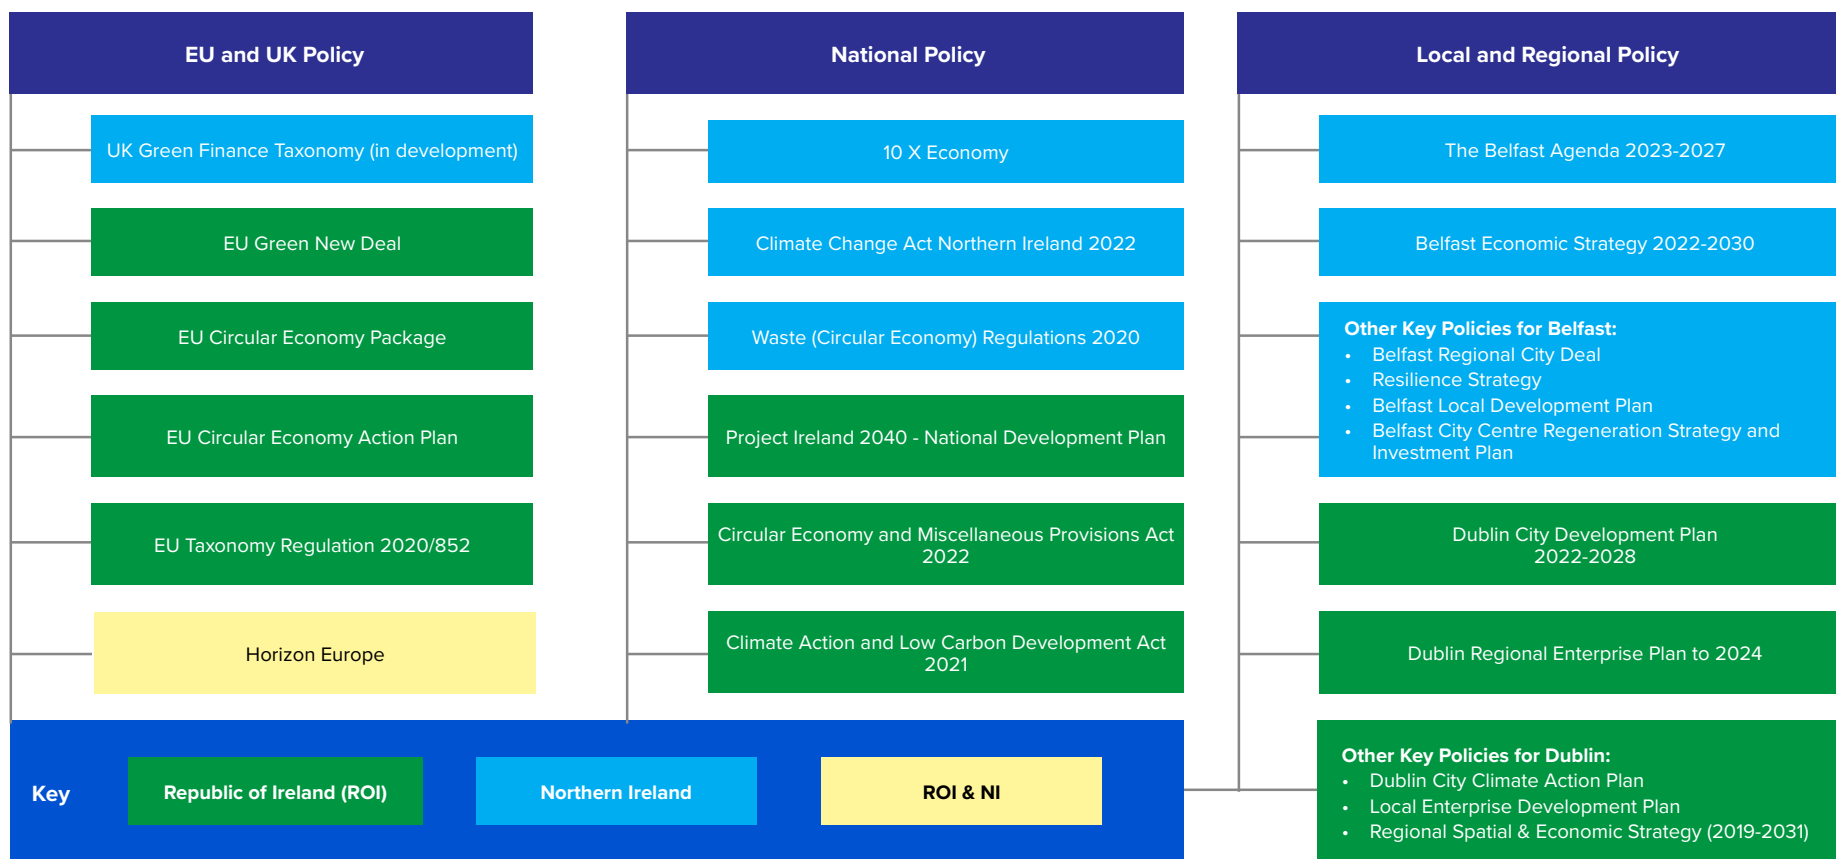 EU and UK Policy
UK Green Finance Taxonomy (in development)
EU Green New Deal
EU Circular Economy Package
EU Circular Economy Action Plan
EU Taxonomy Regulation 2020/852
Horizon Europe
National Policy
10 X Economy
Climate Change Act Northern Ireland 2022
Waste (Circular Economy) Regulations 2020
Project Ireland 2040 - National Development Plan
Circular Economy and Miscellaneous Provisions Act
2022
Climate Action and Low Carbon Development Act
2021
Local and Regional Policy
The Belfast Agenda 2023-2027
Belfast Economic Strategy 2022-2030
Other Key Policies for Belfast:
• Belfast Regional City Deal
• Resilience Strategy
• Belfast Local Development Plan
• Belfast City Centre Regeneration Strategy and
Investment Plan
Dublin City Development Plan
2022-2028
Dublin Regional Enterprise Plan to 2024
Other Key Policies for Dublin:
• Dublin City Climate Action Plan
• Local Enterprise Development Plan
• Regional Spatial & Economic Strategy (2019-2031)
Key
Republic of Ireland (ROI)
Northern Ireland
ROI & NI